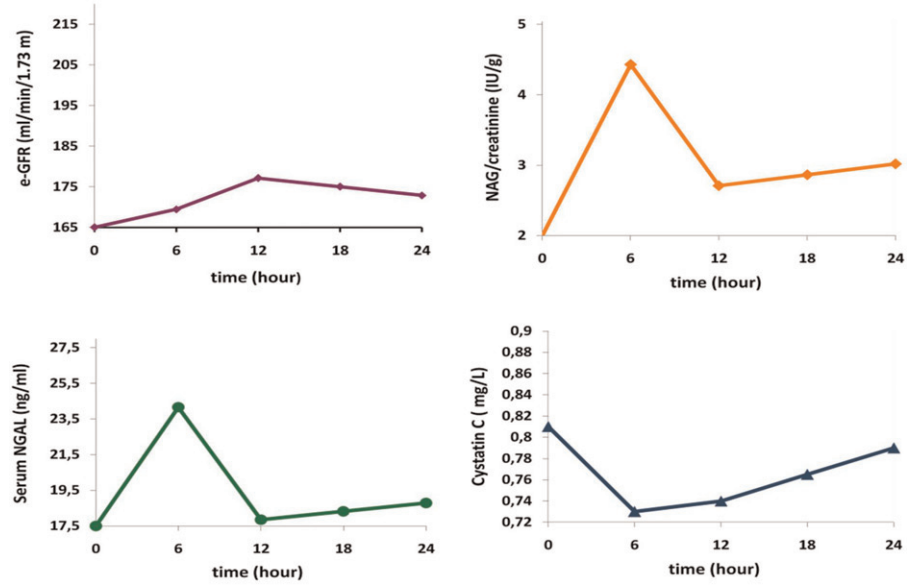 e-GFR (ml/min/1.73 m)
215
205
195
185
175
165
0 6 12 18 24
time (hour)
NAG/creatinine (IU/g)
5
4
3
2
0 6 12 18 24
time (hour)
Serum NGAL (ng/ml)
27,5
25,5
23,5
21,5
19,5
17,5
0 6 12 18 24
time (hour)
Cystatin C ( mg/L)
0,9
0,88
0,86
0,84
0,82
0,8
0,78
0,76
0,74
0,72
0 6 12 18 24
time (hour)